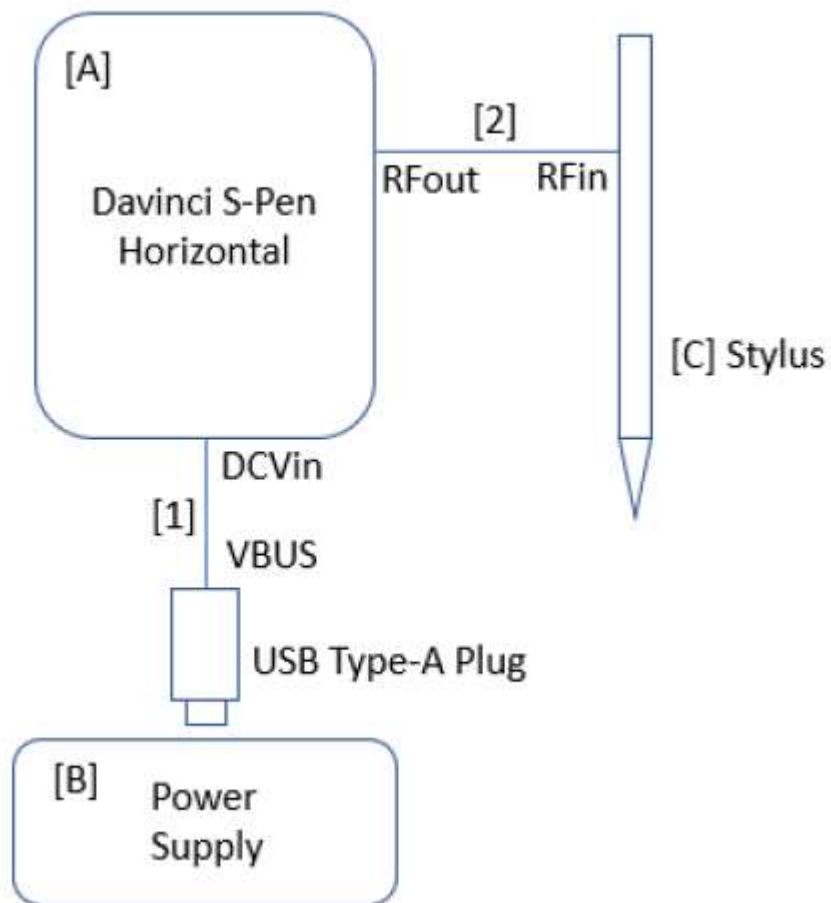 [A]
[2]
RFout RFin
Davinci S-Pen
Horizontal
[C] Stylus
DCVin
[1]
VBUS
USB Type-A Plug
[B]
Power
Supply